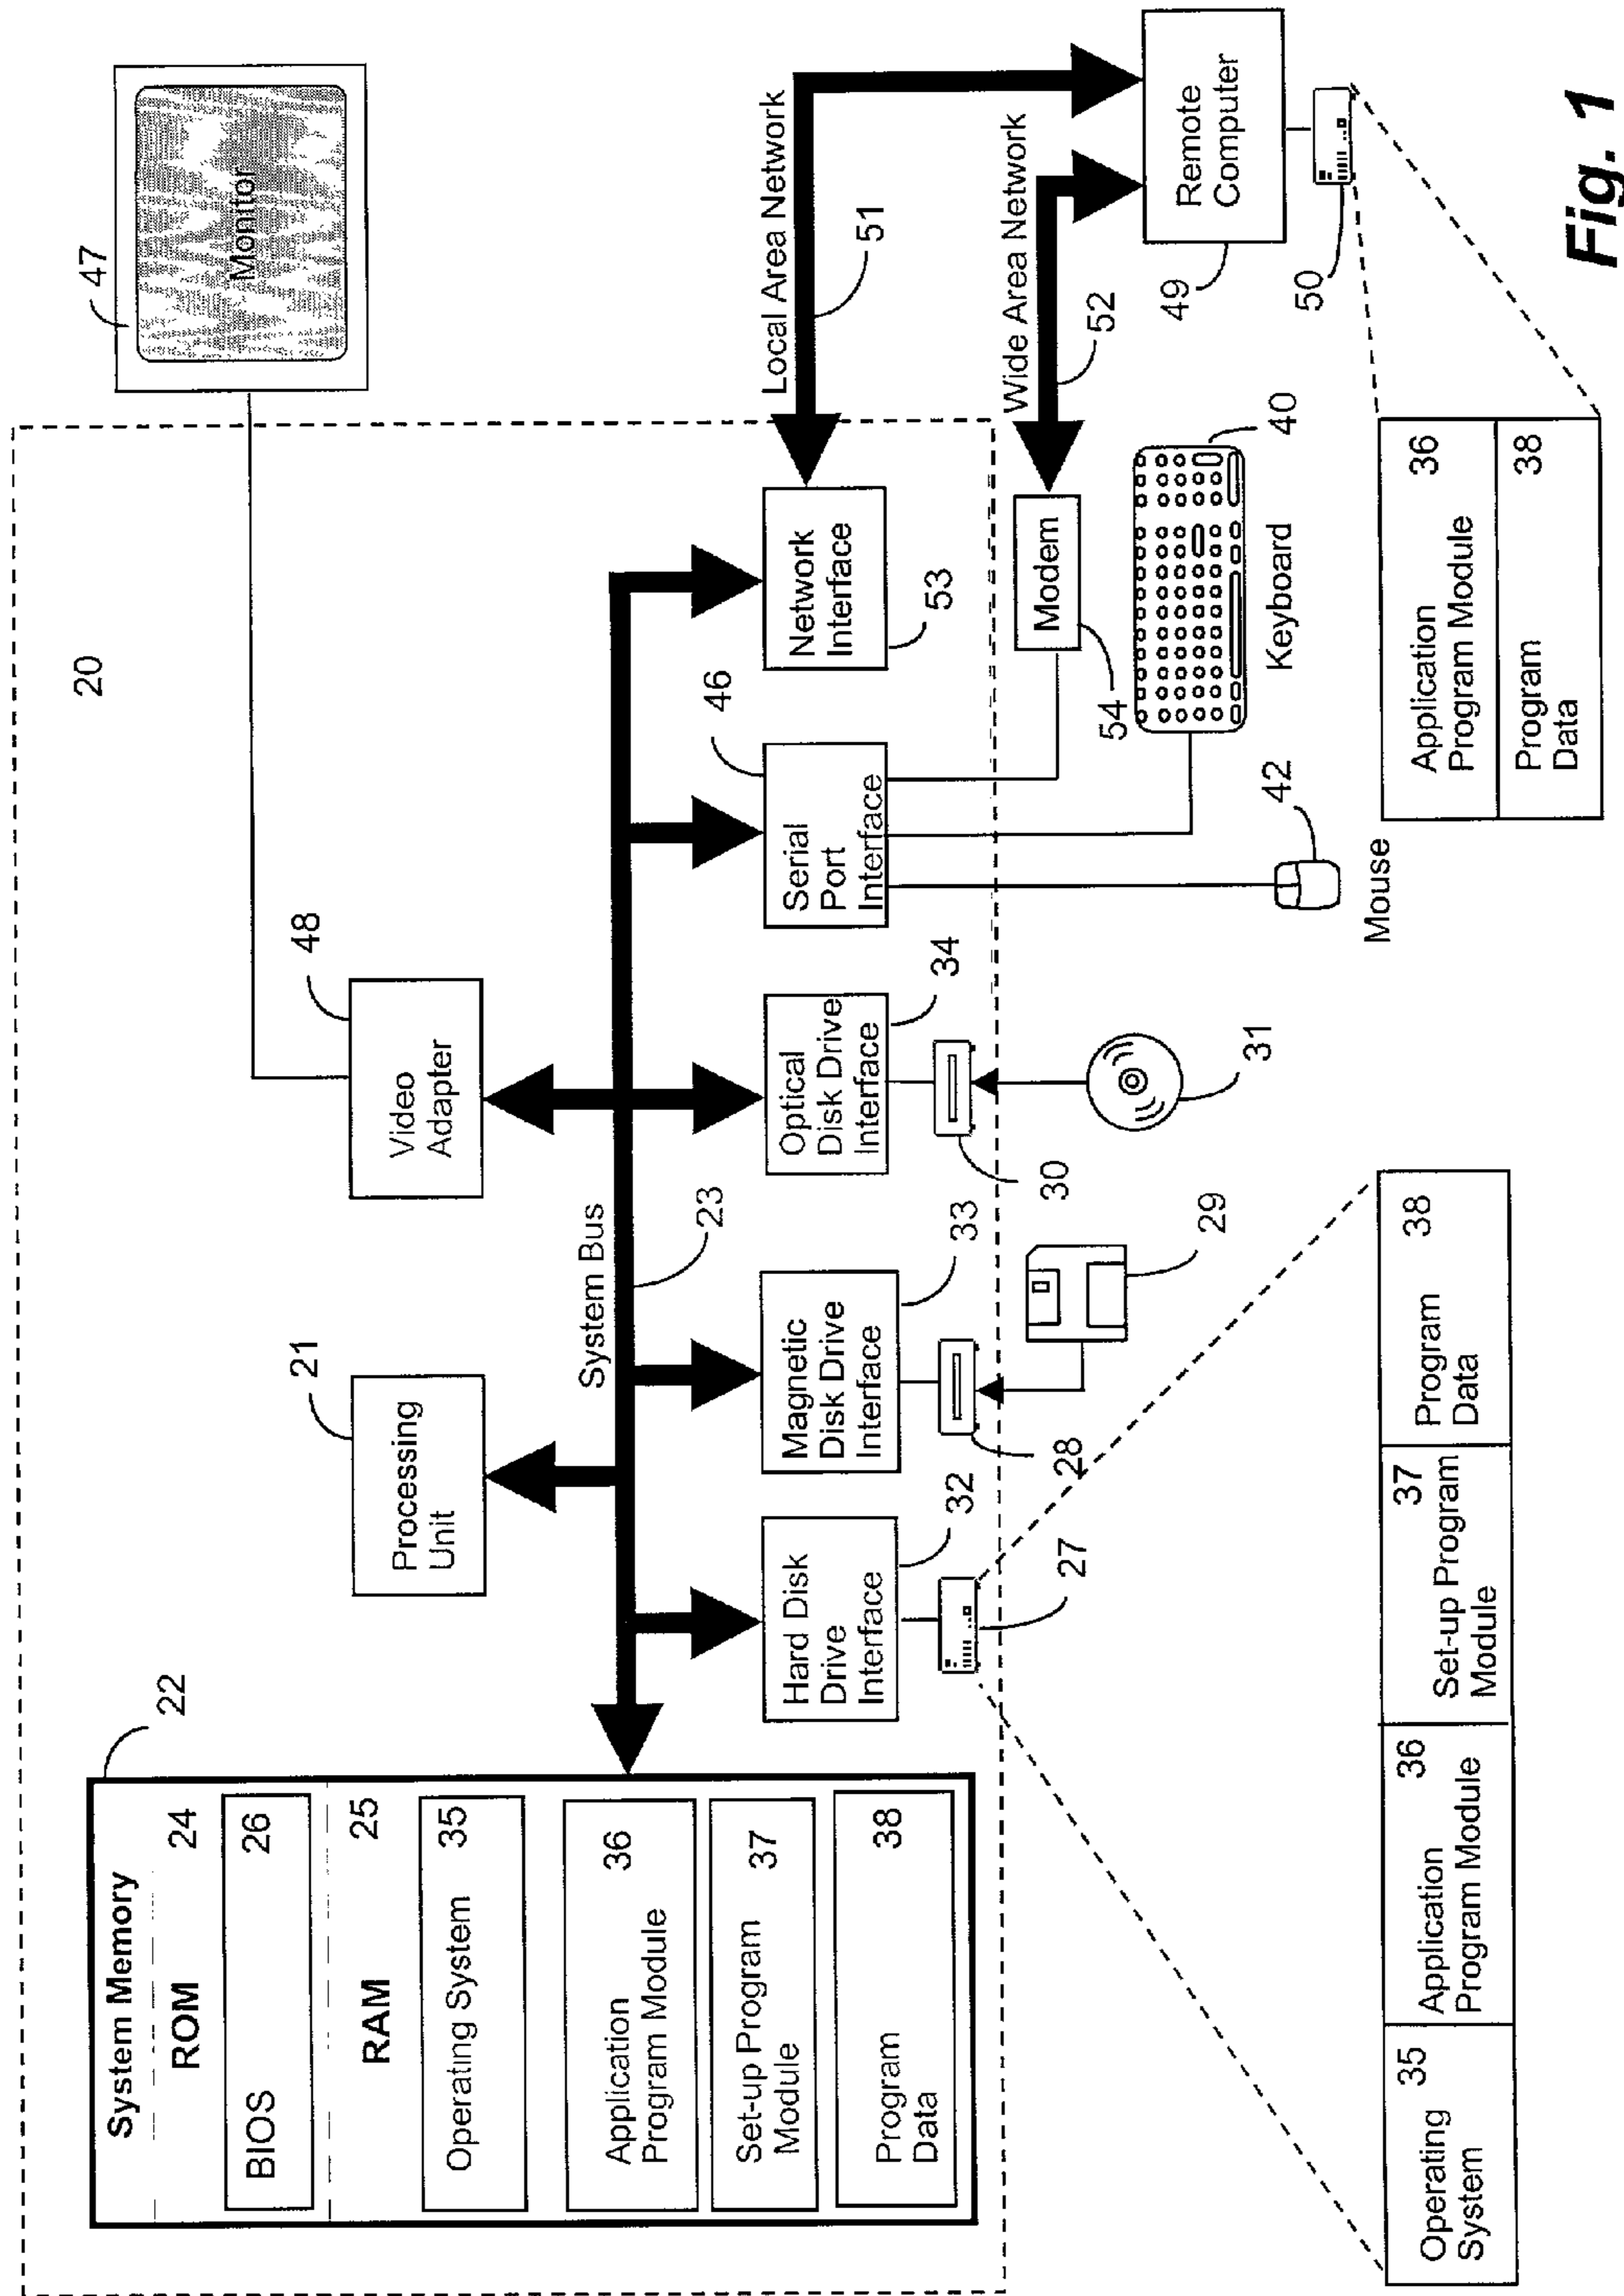 System Memory
ROM 24
BIOS 26
RAM 25
Operating System 35
Application
Program Module 36
Set-up Program
Module 37
Program
Data 38
22
Processing
Unit
21
Video
Adapter
48
47
Monitor
20
System Bus
23
Hard Disk
Drive
Interface
32
Magnetic
Disk Drive
Interface
33
Optical
Disk Drive
Interface
34
Serial
Port
Interface
46
Network
Interface
53
Local Area Network
51
27
28
29
30
31
Modem
54
Wide Area Network
52
Remote
Computer
49
50
Keyboard
40
Mouse
42
Operating
System
35
Application
Program Module
36
Set-up Program
Module
37
Program
Data
38
Application
Program Module
36
Program
Data
38
Fig. 1